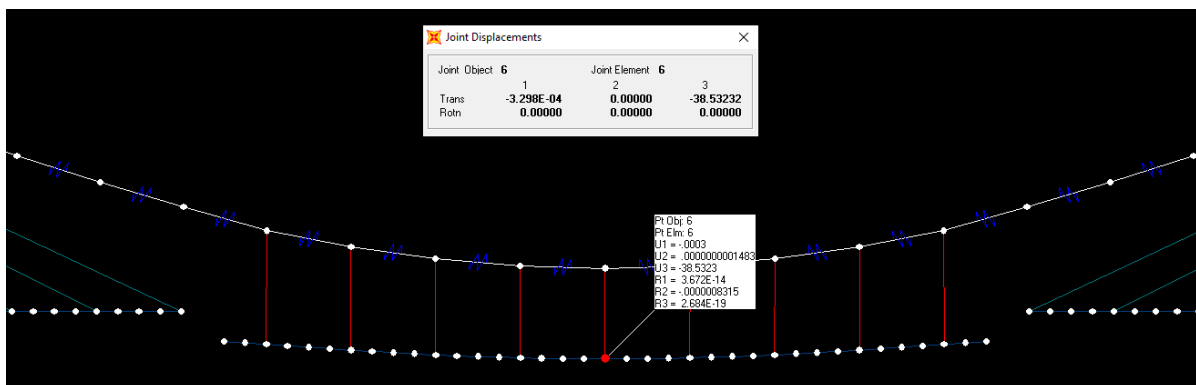 Joint Displacements
Joint Object 6 Joint Element 6
1 2 3
Trans -3.298E-04 0.00000 -38.53232
Rotn 0.00000 0.00000 0.00000
Pt Obj: 6
Pt Elm: 6
U1 = -.0003
U2 = .0000000001483
U3 = -38.5323
R1 = 3.672E-14
R2 = -.0000008315
R3 = 2.684E-19